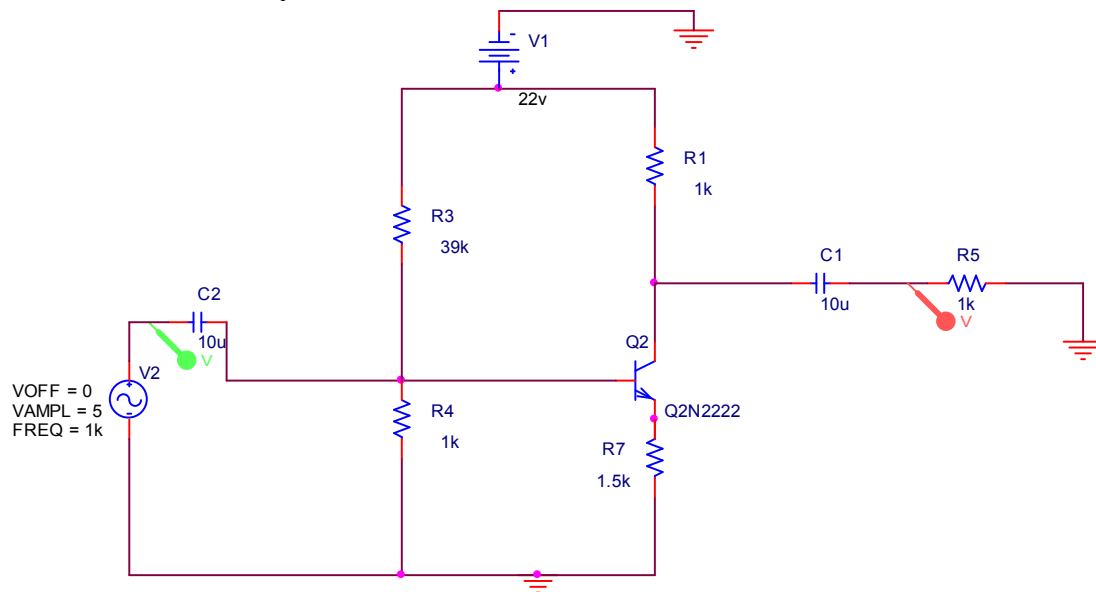 -
V1
+
22v
R1
1k
R3
39k
C1
10u
R5
1k
V
C2
10u
V
V2
+
-
VOFF = 0
VAMPL = 5
FREQ = 1k
Q2
Q2N2222
R4
1k
R7
1.5k